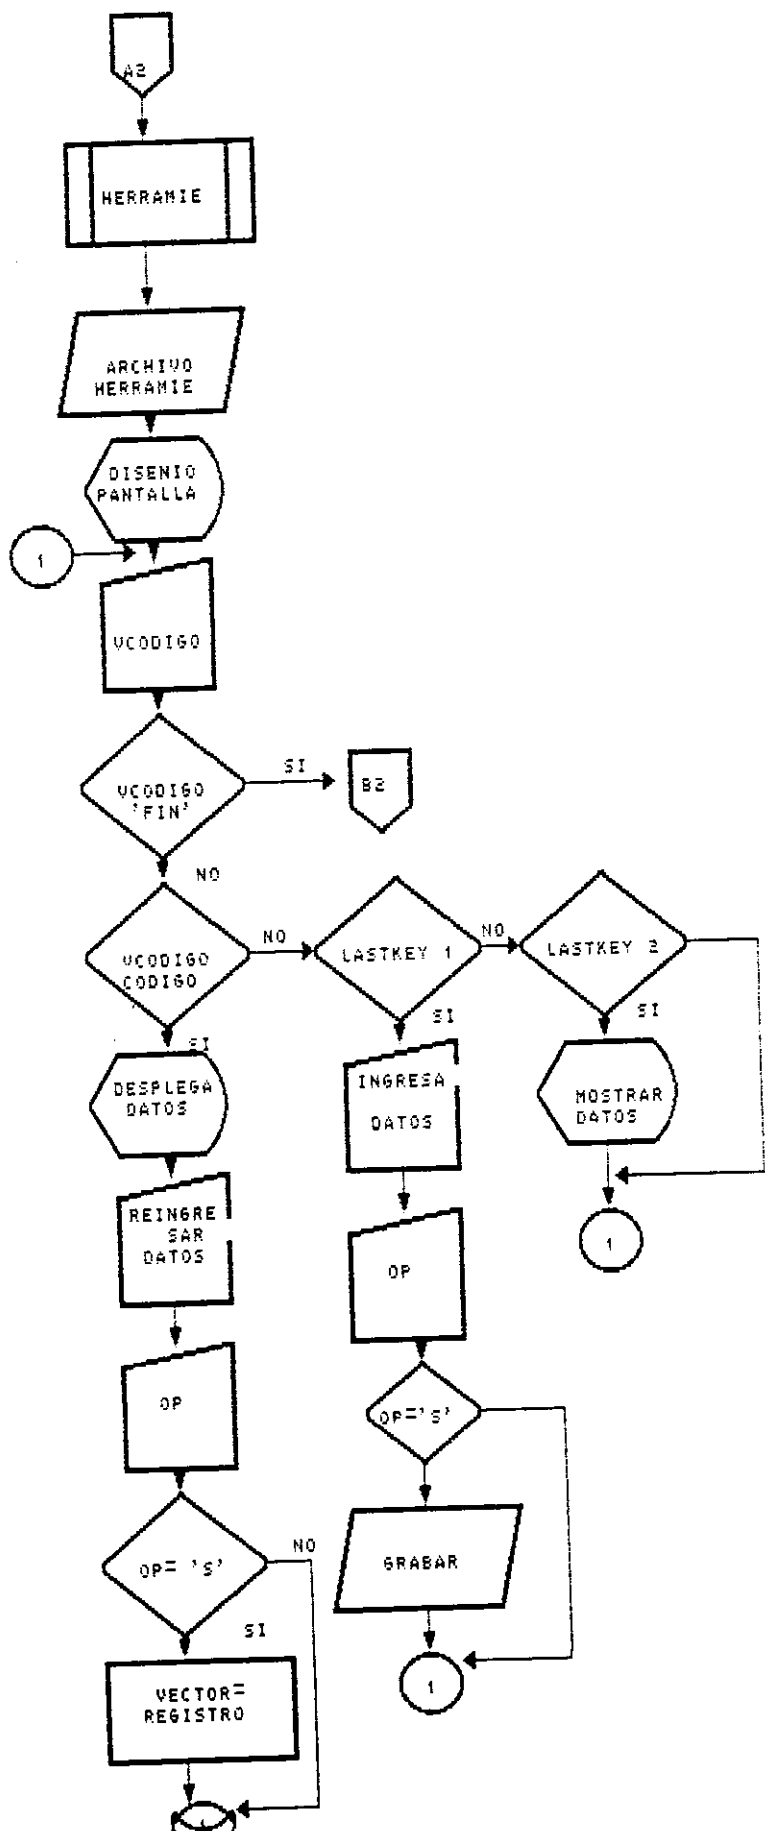 A2
HERRAMIE
ARCHIVO
HERRAMIE
DISENIO
PANTALLA
1
VCODIGO
VCODIGO
'FIN'
SI
B2
NO
VCODIGO
CODIGO
NO
LASTKEY 1
NO
LASTKEY 2
SI
SI
SI
DESPLEGA
DATOS
INGRESA
DATOS
MOSTRAR
DATOS
REINGRE
SAR
DATOS
OP
1
OP
OP='S'
OP= 'S'
NO
GRABAR
SI
VECTOR=
REGISTRO
1